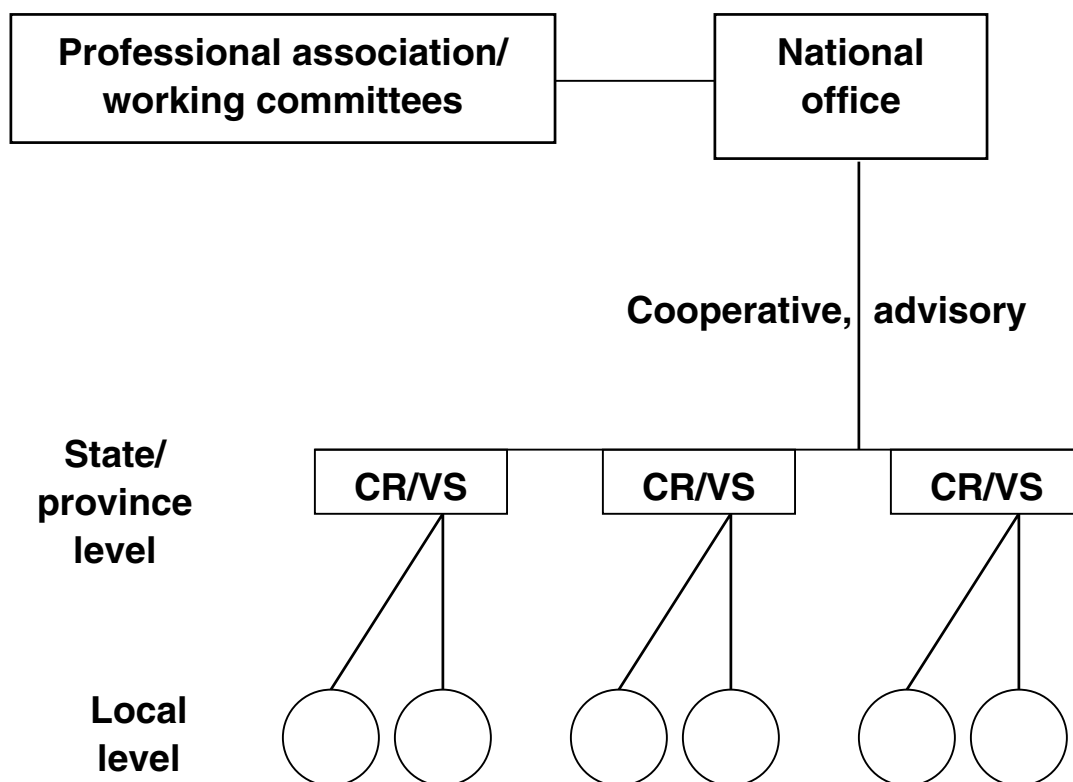 Professional association/
working committees
National
office
Cooperative, advisory
State/
province
level
CR/VS
CR/VS
CR/VS
Local
level